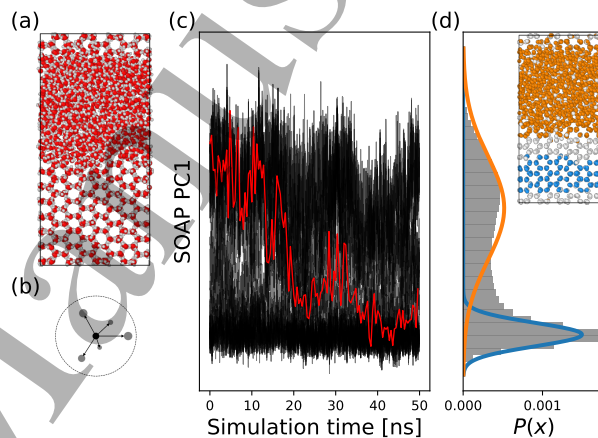 (a)
(b)
(c)
SOAP PC1
0 10 20 30 40 50
Simulation time [ns]
(d)
0.000 0.001
P(x)